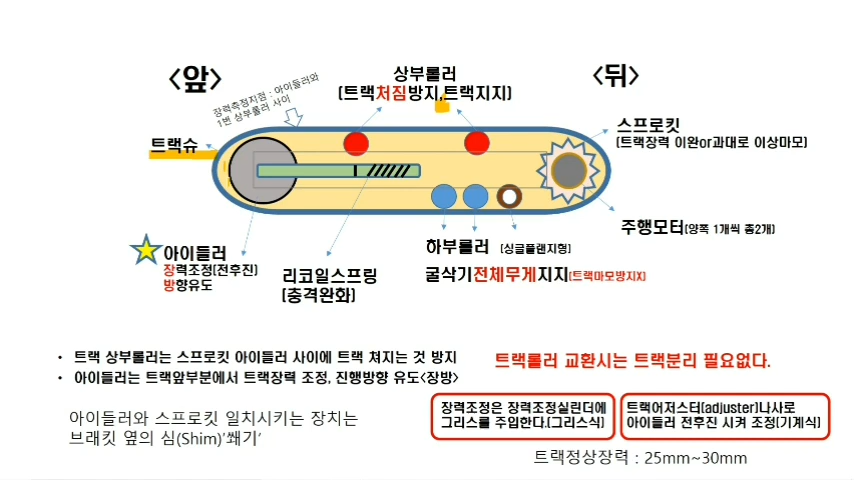 <앞>
<뒤>
장력측정지점 : 아이들러와
1번 상부롤러 사이
상부롤러
(트랙처짐방지,트랙지지)
스프로킷
(트랙장력 이완or과대로 이상마모)
트랙슈
주행모터(양쪽 1개씩 총2개)
아이들러
장력조정(전후진)
방향유도
리코일스프링
(충격완화)
하부롤러 (싱글플랜지형)
굴삭기전체무게지지(트랙마모방지X)
• 트랙 상부롤러는 스프로킷 아이들러 사이에 트랙 쳐지는 것 방지
• 아이들러는 트랙앞부분에서 트랙장력 조정, 진행방향 유도<장방>
트랙롤러 교환시는 트랙분리 필요없다.
아이들러와 스프로킷 일치시키는 장치는
브래킷 옆의 심(Shim)'쐐기'
장력조정은 장력조정실린더에
그리스를 주입한다.(그리스식)
트랙어저스터(adjuster)나사로
아이들러 전후진 시켜 조정(기계식)
트랙정상장력 : 25mm~30mm